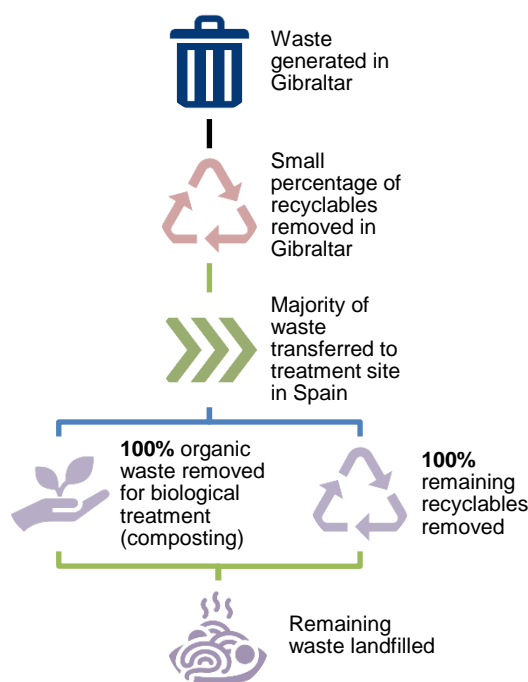 Waste
generated in
Gibraltar
Small
percentage of
recyclables
removed in
Gibraltar
Majority of
waste
transferred to
treatment site
in Spain
100% organic
waste removed
for biological
treatment
(composting)
100%
remaining
recyclables
removed
Remaining
waste landfilled